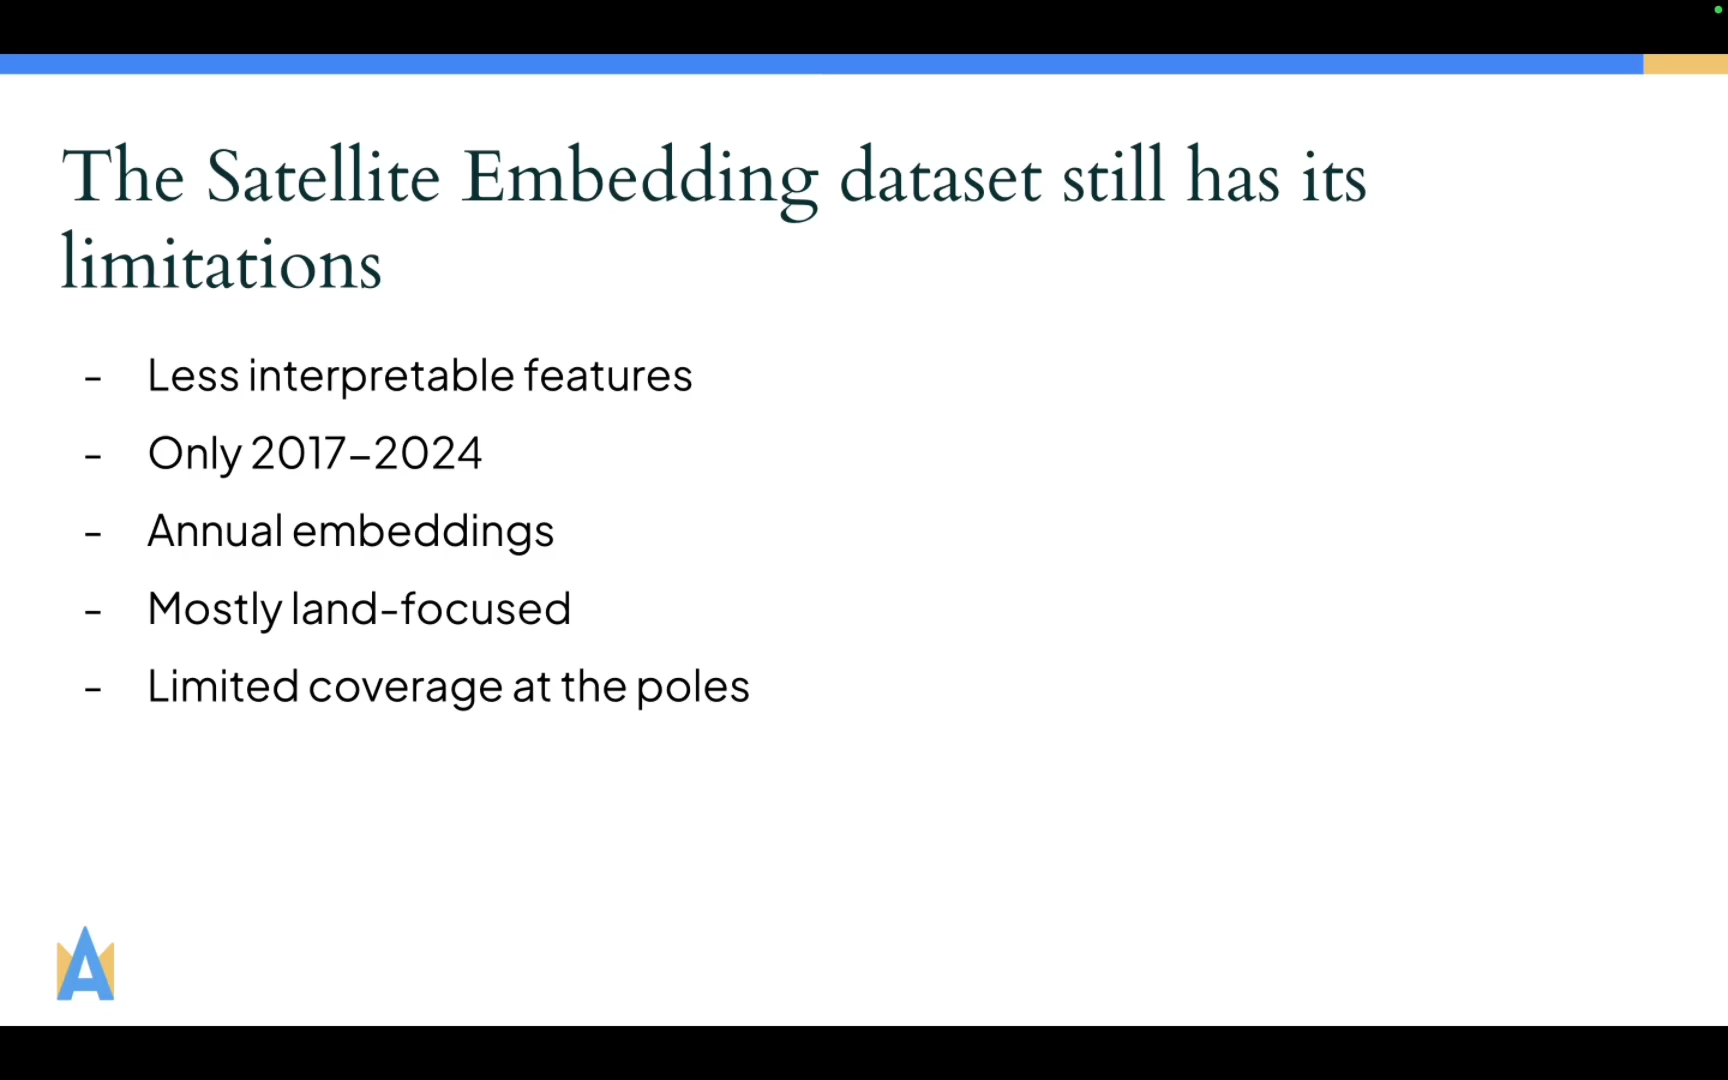 The Satellite Embedding dataset still has its
limitations
- Less interpretable features
- Only 2017–2024
- Annual embeddings
- Mostly land-focused
- Limited coverage at the poles